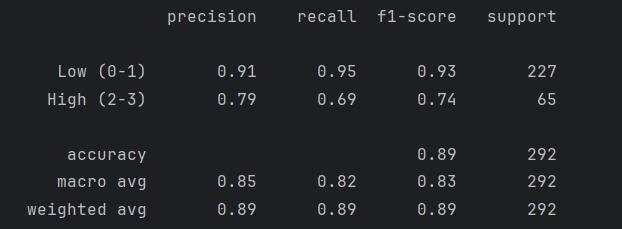 precision recall f1-score support
Low (0-1) 0.91 0.95 0.93 227
High (2-3) 0.79 0.69 0.74 65
accuracy 0.89 292
macro avg 0.85 0.82 0.83 292
weighted avg 0.89 0.89 0.89 292